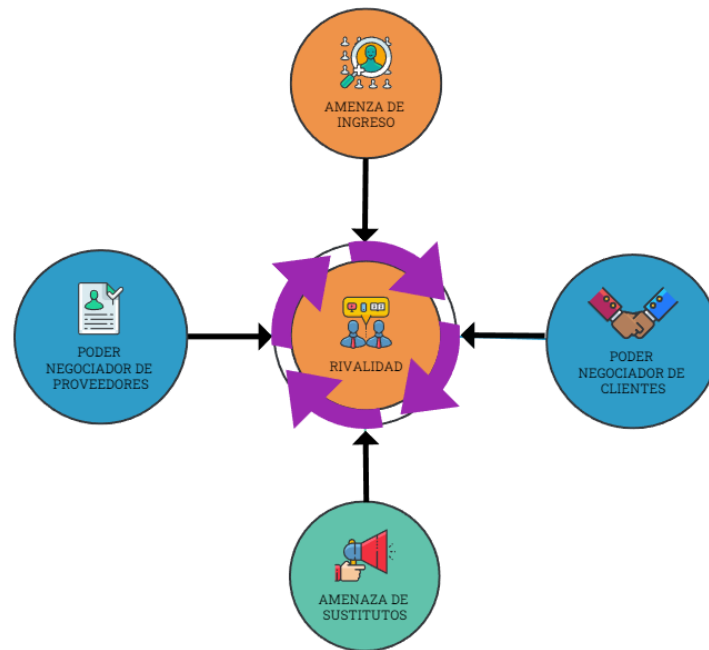 AMENZA DE
INGRESO
PODER
NEGOCIADOR DE
PROVEEDORES
RIVALIDAD
PODER
NEGOCIADOR DE
CLIENTES
AMENAZA DE
SUSTITUTOS